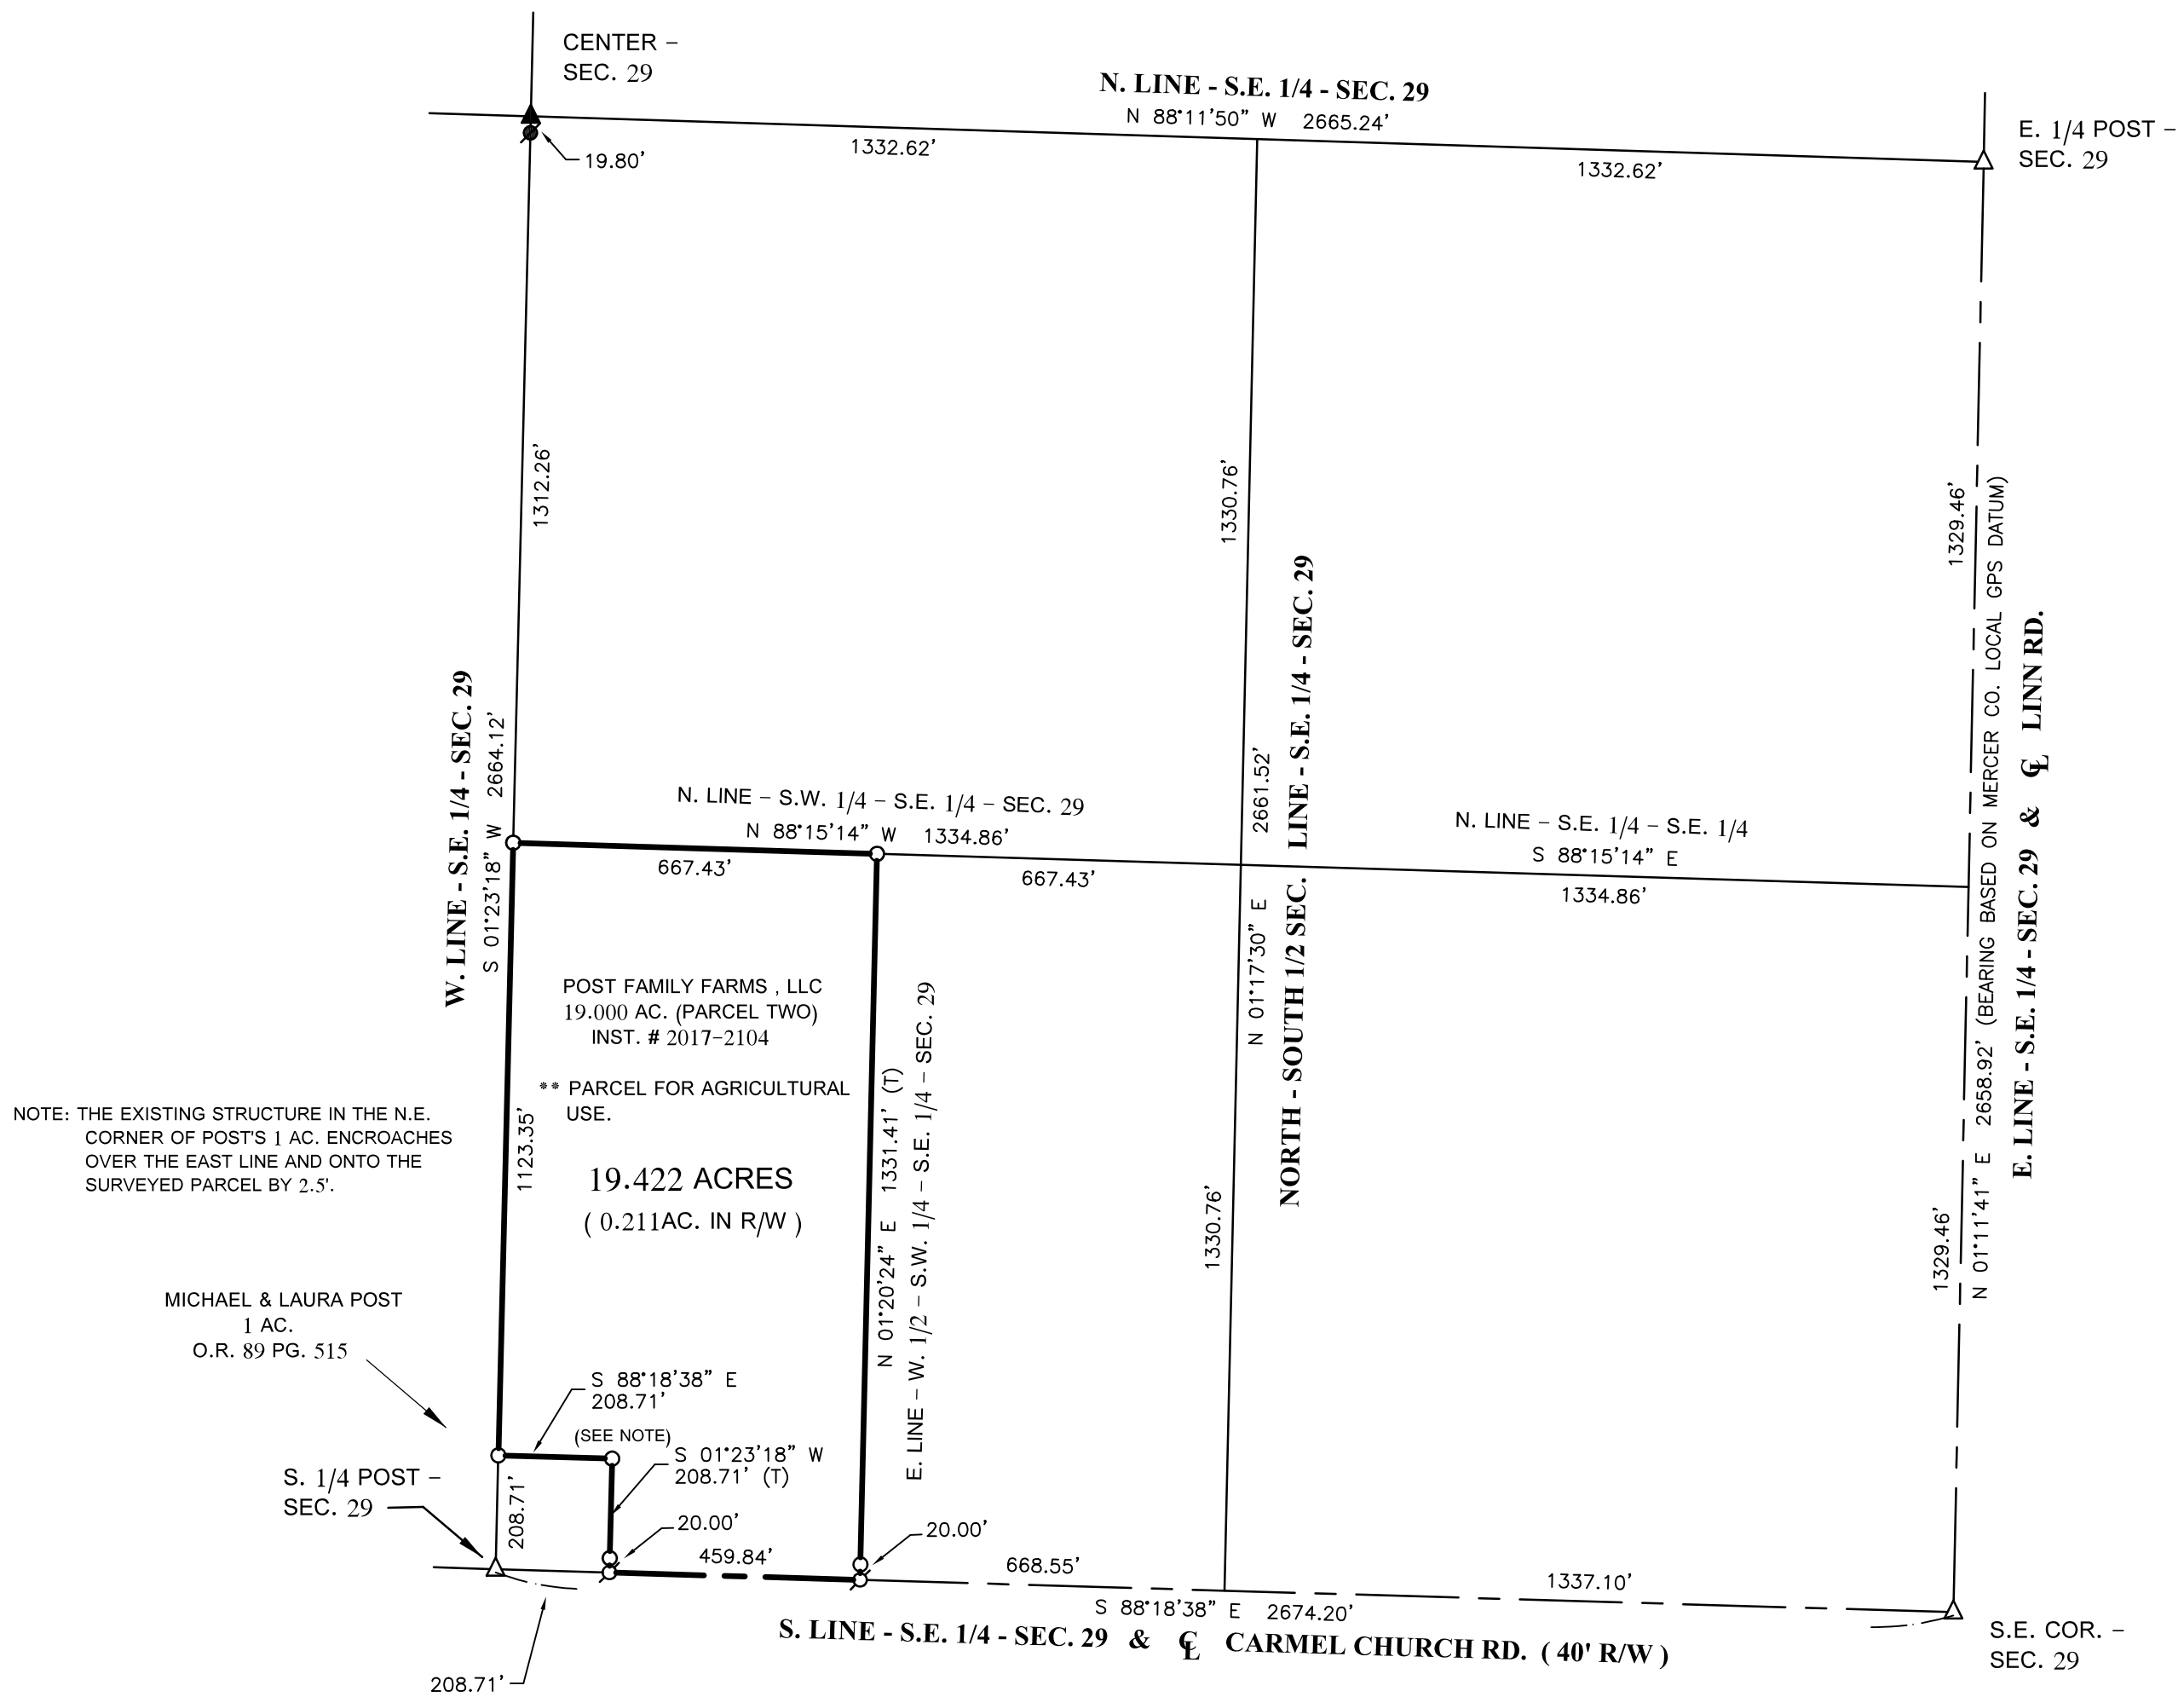 CENTER –
SEC. 29
N. LINE - S.E. 1/4 - SEC. 29
N 88°11'50" W 2665.24'
E. 1/4 POST –
SEC. 29
19.80'
1332.62'
1332.62'
1312.26'
1330.76'
1329.46'
W. LINE - S.E. 1/4 - SEC. 29
S 01°23'18" W 2664.12'
N. LINE – S.W. 1/4 – S.E. 1/4 – SEC. 29
N 88°15'14" W 1334.86'
667.43'
667.43'
N. LINE – S.E. 1/4 – S.E. 1/4
S 88°15'14" E
1334.86'
N 01°17'30" E 2661.52'
NORTH - SOUTH 1/2 SEC. LINE - S.E. 1/4 - SEC. 29
N 01°11'41" E 2658.92' (BEARING BASED ON MERCER CO. LOCAL GPS DATUM)
E. LINE - S.E. 1/4 - SEC. 29 & ℄ LINN RD.
POST FAMILY FARMS , LLC
19.000 AC. (PARCEL TWO)
INST. # 2017-2104
** PARCEL FOR AGRICULTURAL
USE.
19.422 ACRES
( 0.211AC. IN R/W )
1123.35'
N 01°20'24" E 1331.41' (T)
E. LINE – W. 1/2 – S.W. 1/4 – S.E. 1/4 – SEC. 29
1330.76'
1329.46'
NOTE: THE EXISTING STRUCTURE IN THE N.E.
CORNER OF POST'S 1 AC. ENCROACHES
OVER THE EAST LINE AND ONTO THE
SURVEYED PARCEL BY 2.5'.
MICHAEL & LAURA POST
1 AC.
O.R. 89 PG. 515
S 88°18'38" E
208.71'
(SEE NOTE)
S 01°23'18" W
208.71' (T)
S. 1/4 POST –
SEC. 29
208.71'
20.00'
459.84'
20.00'
668.55'
1337.10'
S 88°18'38" E 2674.20'
S. LINE - S.E. 1/4 - SEC. 29 & ℄ CARMEL CHURCH RD. ( 40' R/W )
208.71'
S.E. COR. –
SEC. 29